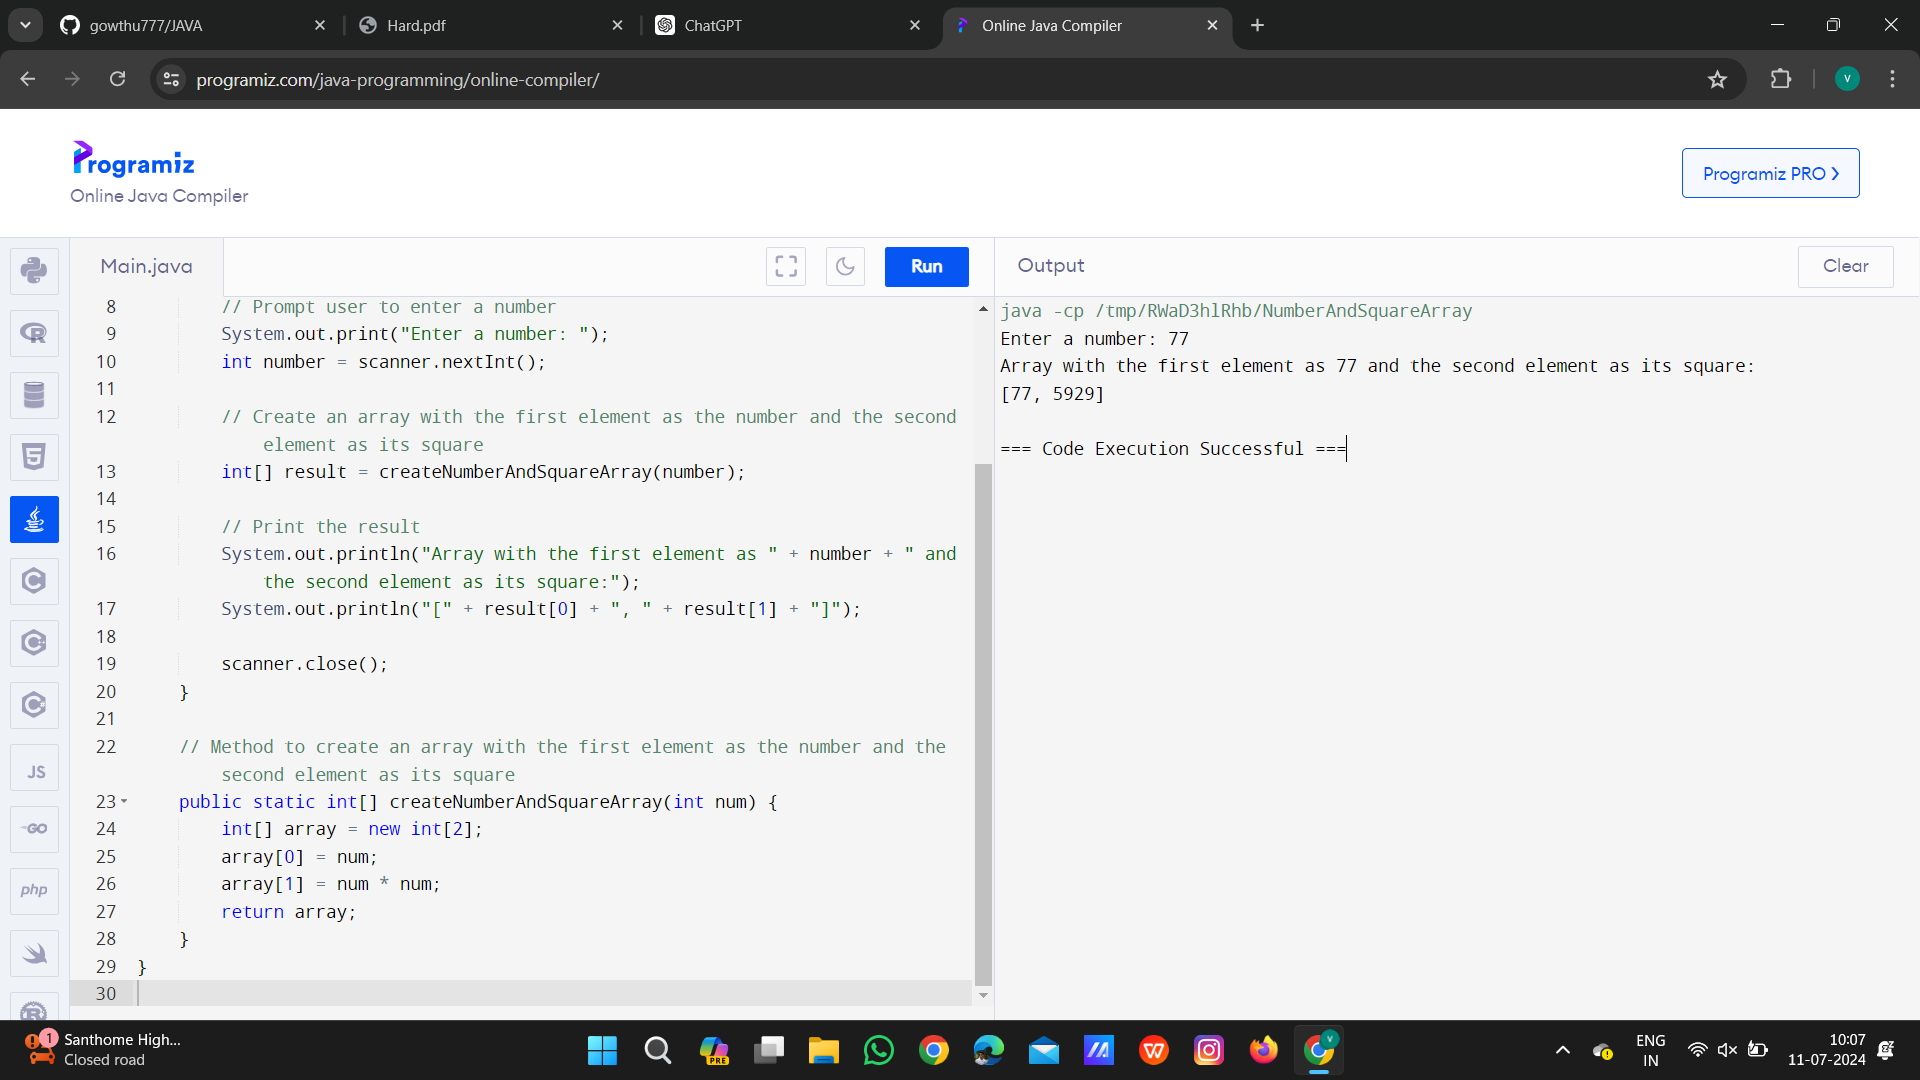 gowthu777/JAVA
Hard.pdf
ChatGPT
Online Java Compiler
programiz.com/java-programming/online-compiler/
V
Programiz
Online Java Compiler
Programiz PRO
Main.java
Run
Output
Clear
8 // Prompt user to enter a number
9 System.out.print("Enter a number: ");
10 int number = scanner.nextInt();
11
12 // Create an array with the first element as the number and the second
element as its square
13 int[] result = createNumberAndSquareArray(number);
14
15 // Print the result
16 System.out.println("Array with the first element as " + number + " and
the second element as its square:");
17 System.out.println("[" + result[0] + ", " + result[1] + "]");
18
19 scanner.close();
20 }
21
22 // Method to create an array with the first element as the number and the
second element as its square
23 public static int[] createNumberAndSquareArray(int num) {
24 int[] array = new int[2];
25 array[0] = num;
26 array[1] = num * num;
27 return array;
28 }
29 }
30
java -cp /tmp/RWaD3hlRhb/NumberAndSquareArray
Enter a number: 77
Array with the first element as 77 and the second element as its square:
[77, 5929]
=== Code Execution Successful ===
JS
GO
php
1
Santhome High...
Closed road
PRE
ENG
IN
10:07
11-07-2024